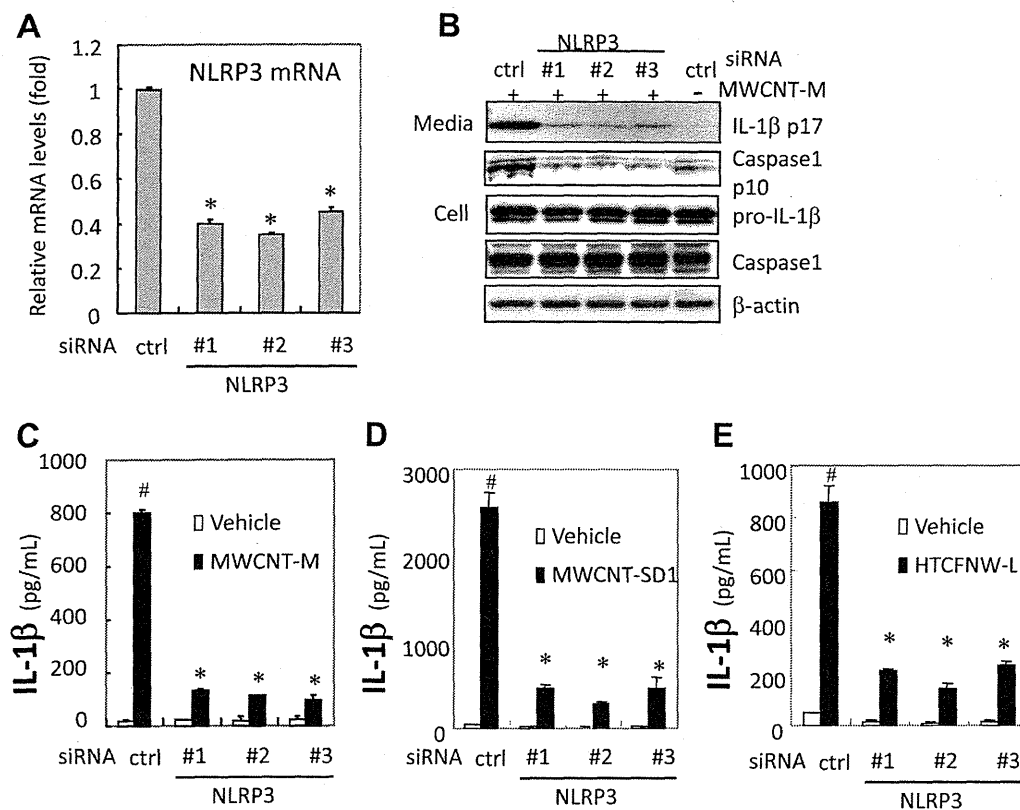 A
NLRP3 mRNA
Relative mRNA levels (fold)
1.2
1
0.8
0.6
0.4
0.2
0
*
*
*
siRNA ctrl #1 #2 #3
NLRP3
B
NLRP3
ctrl #1 #2 #3 ctrl siRNA
+ + + + - MWCNT-M
Media IL-1β p17
Caspase1
p10
Cell pro-IL-1β
Caspase1
β-actin
C
IL-1β (pg/mL)
1000
800
600
400
200
0
#
Vehicle
MWCNT-M
* * *
siRNA ctrl #1 #2 #3
NLRP3
D
IL-1β (pg/mL)
3000
2000
1000
0
#
Vehicle
MWCNT-SD1
* * *
siRNA ctrl #1 #2 #3
NLRP3
E
IL-1β (pg/mL)
1000
800
600
400
200
0
#
Vehicle
HTCFNW-L
* * *
siRNA ctrl #1 #2 #3
NLRP3